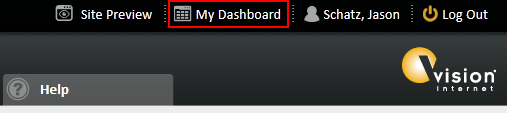 Site Preview My Dashboard Schatz, Jason Log Out
Help
vision
internet